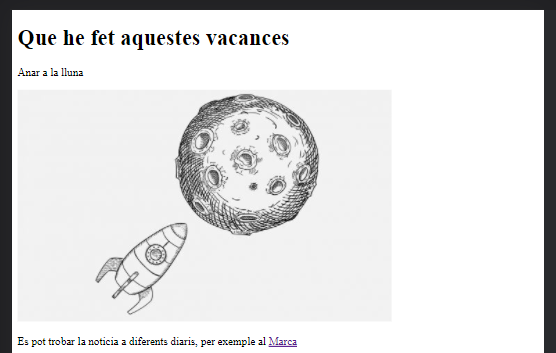 Que he fet aquestes vacances
Anar a la lluna
Es pot trobar la noticia a diferents diaris, per exemple al Marca